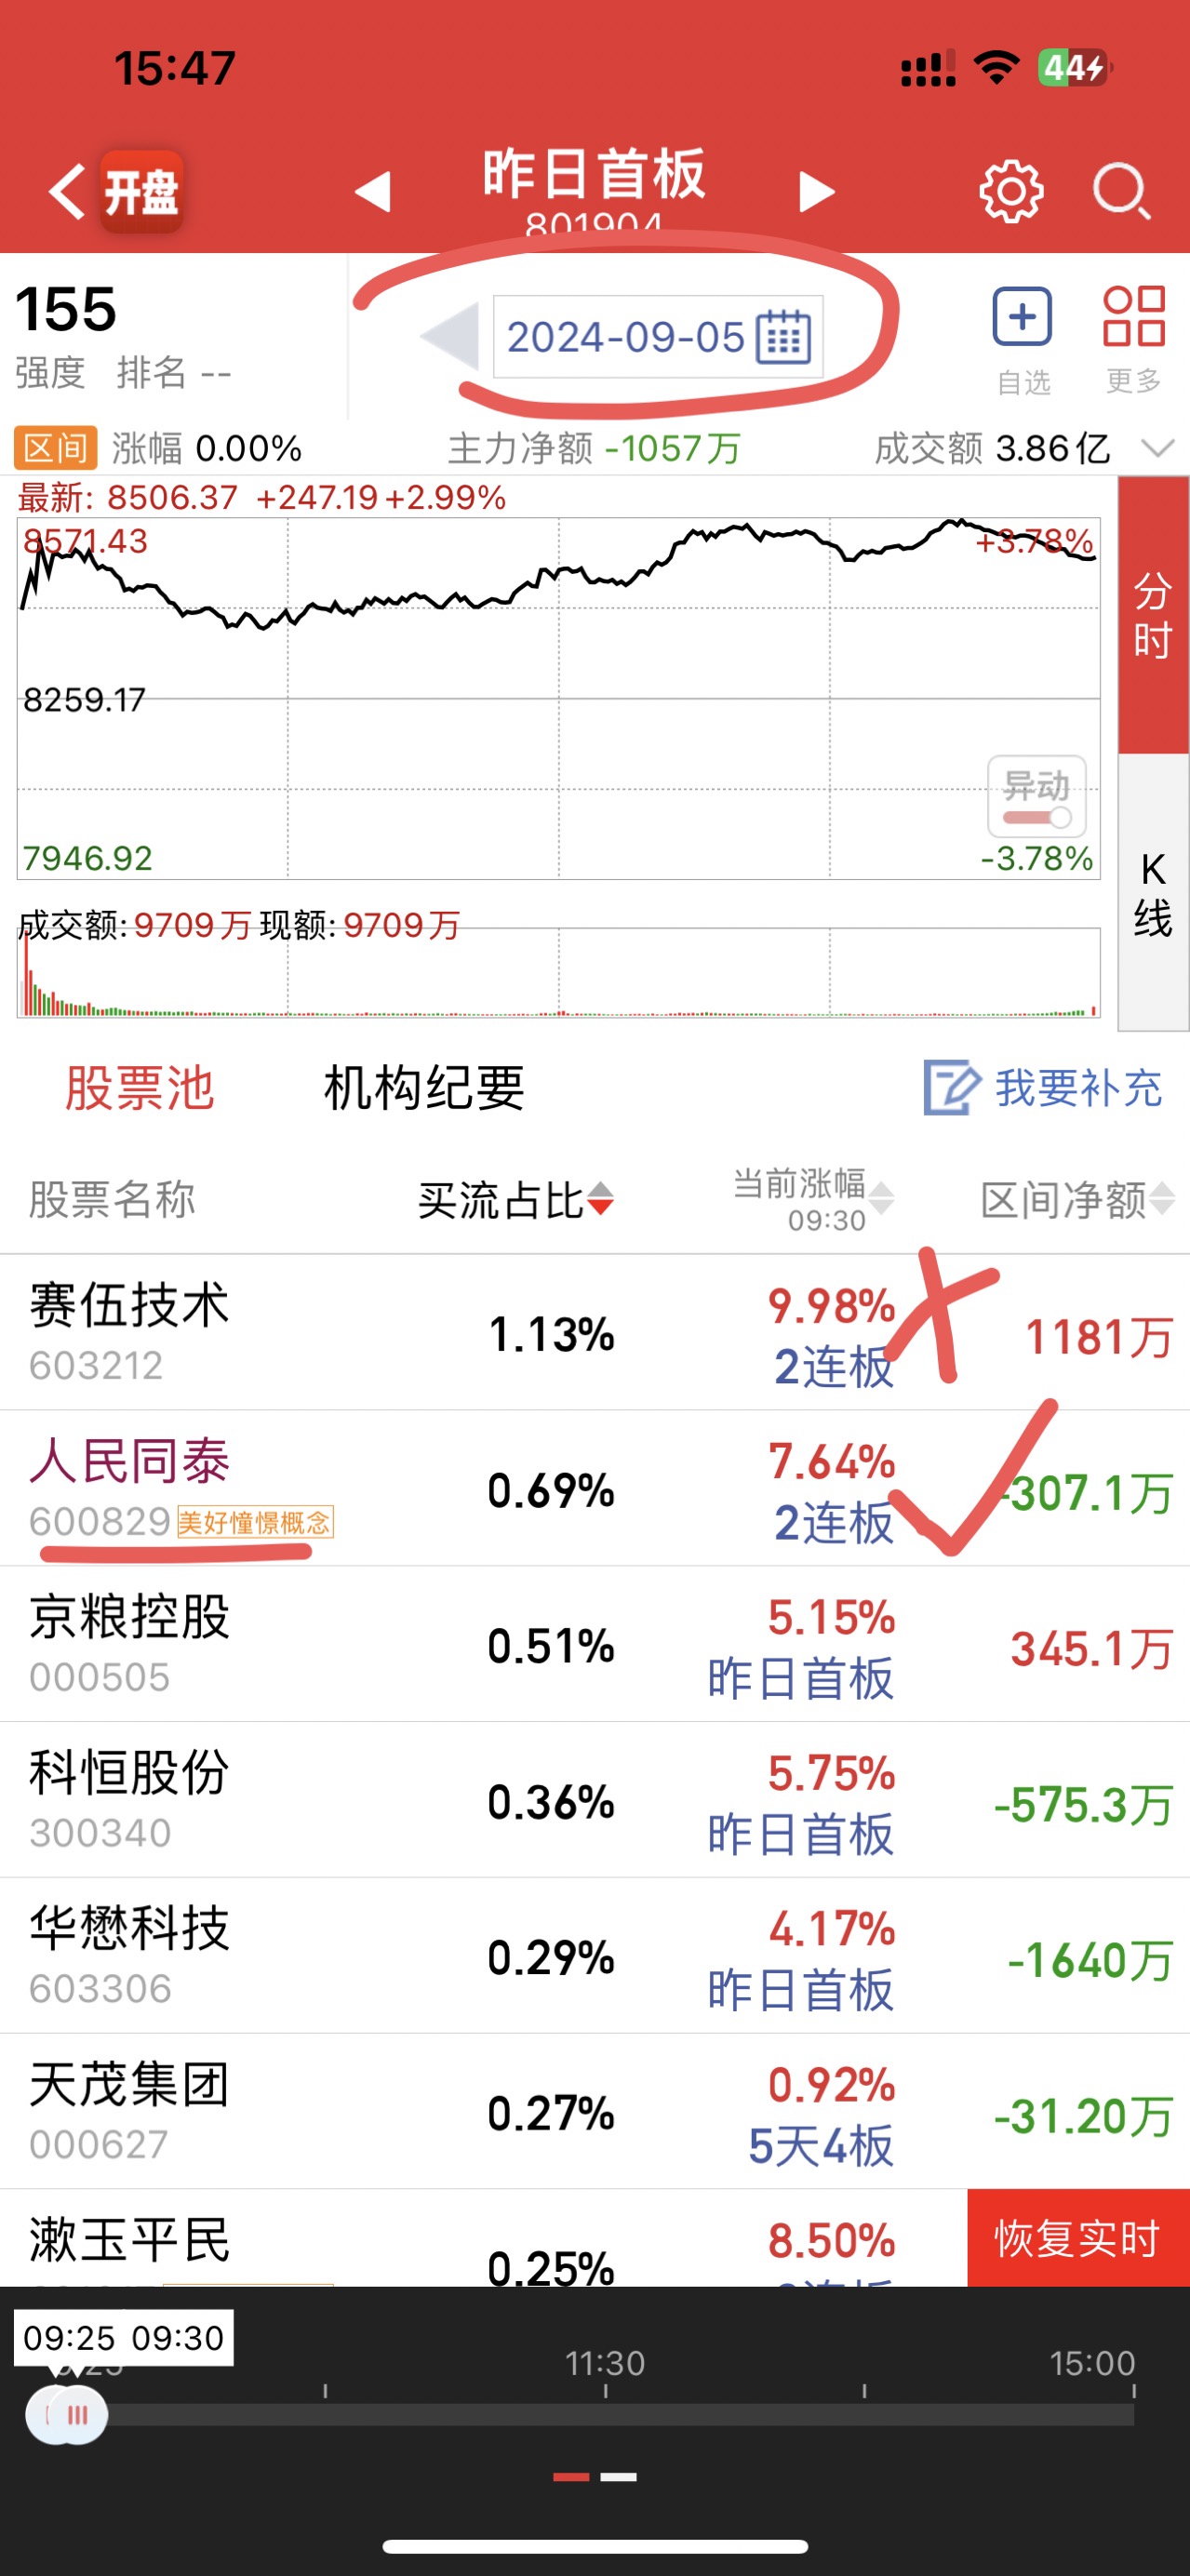 15:47
44
开盘
昨日首板
801904
155
强度 排名 --
2024-09-05
自选
更多
区间 涨幅 0.00% 主力净额 -1057万 成交额 3.86亿
最新: 8506.37 +247.19 +2.99%
8571.43
+3.78%
8259.17
异动
7946.92
-3.78%
分时
K线
成交额: 9709万 现额: 9709万
股票池 机构纪要 我要补充
股票名称 买流占比 当前涨幅 区间净额
09:30
赛伍技术 1.13% 9.98% 1181万
603212 2连板
人民同泰 0.69% 7.64% -307.1万
600829 美好憧憬概念 2连板
京粮控股 0.51% 5.15% 345.1万
000505 昨日首板
科恒股份 0.36% 5.75% -575.3万
300340 昨日首板
华懋科技 0.29% 4.17% -1640万
603306 昨日首板
天茂集团 0.27% 0.92% -31.20万
000627 5天4板
漱玉平民 0.25% 8.50%
恢复实时
09:25 09:30
11:30
15:00